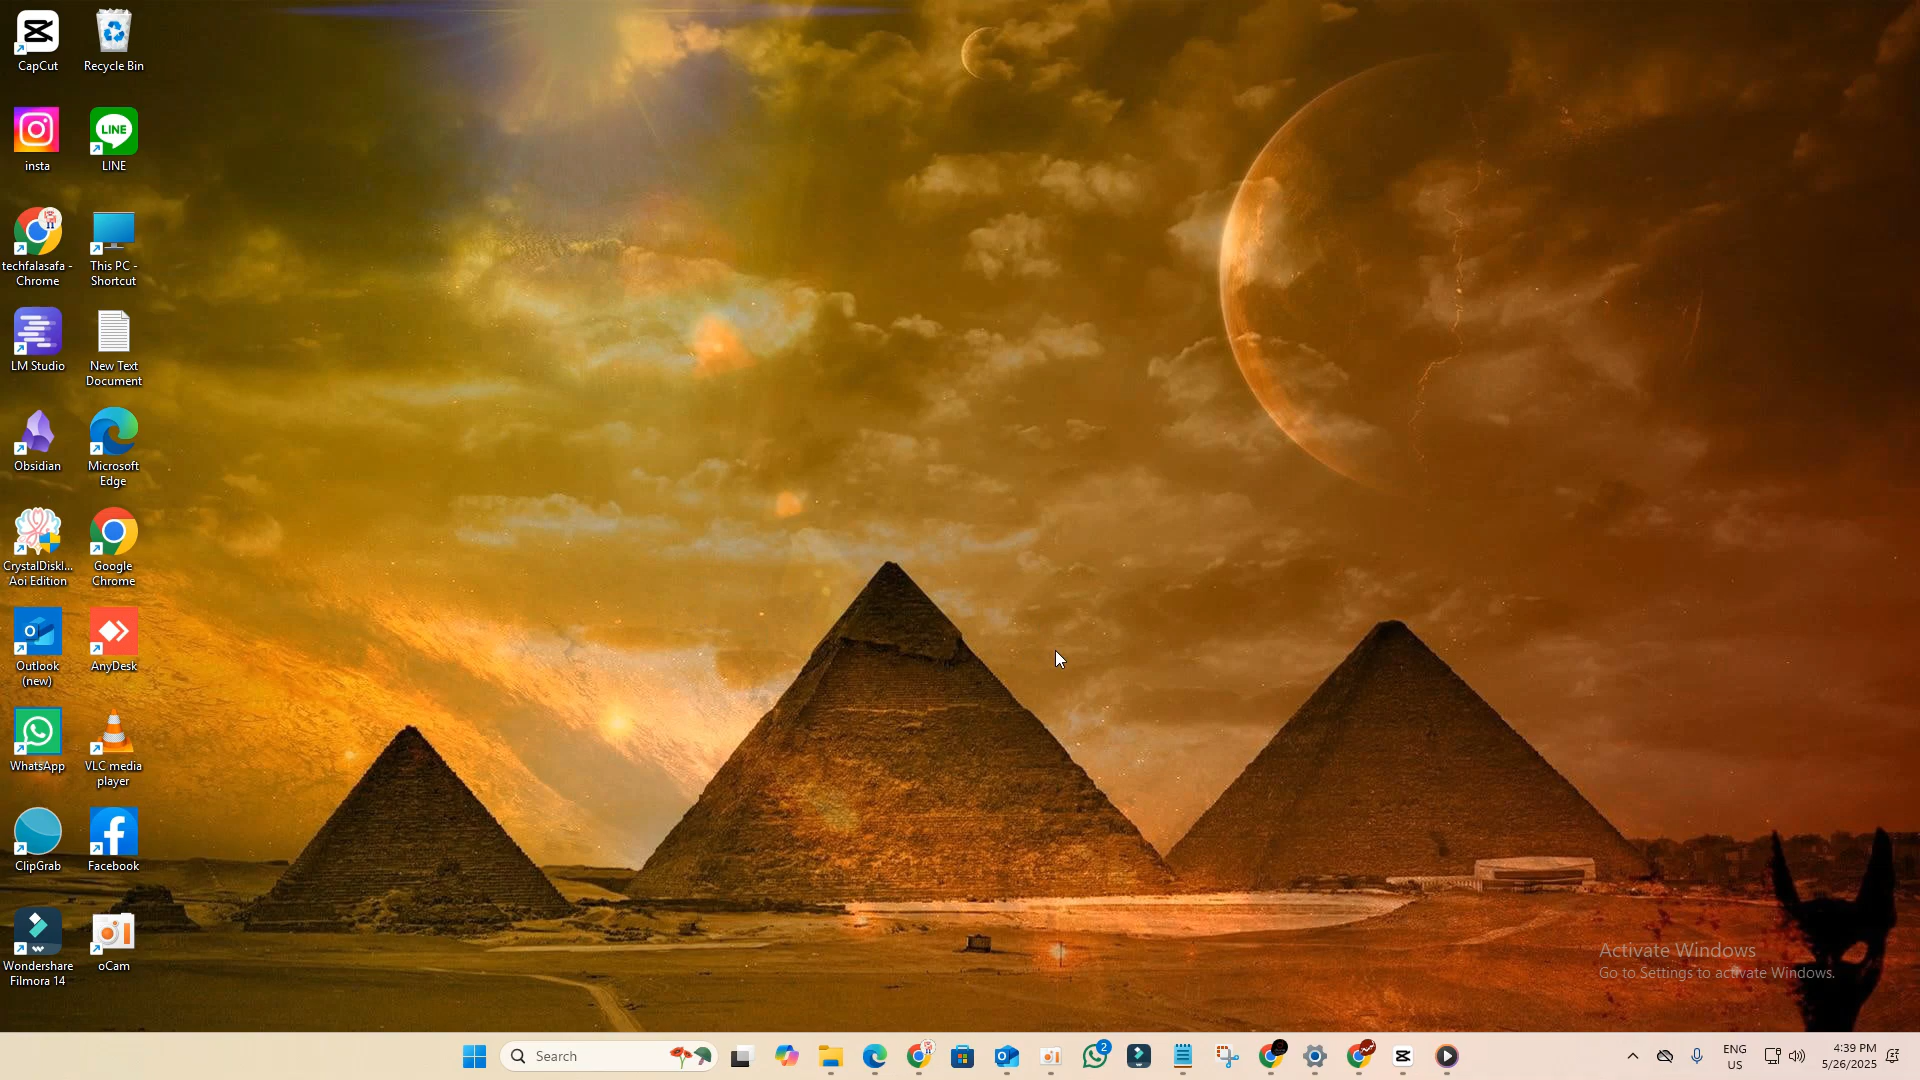 CapCut
Recycle Bin
insta
LINE
LINE
techfalasafa -
Chrome
This PC -
Shortcut
LM Studio
New Text
Document
Obsidian
Microsoft
Edge
CrystalDiskI...
Aoi Edition
Google
Chrome
Outlook
(new)
AnyDesk
WhatsApp
VLC media
player
ClipGrab
Facebook
Wondershare
Filmora 14
oCam
Activate Windows
Go to Settings to activate Windows.
Search
2
ENG
US
4:39 PM
5/26/2025